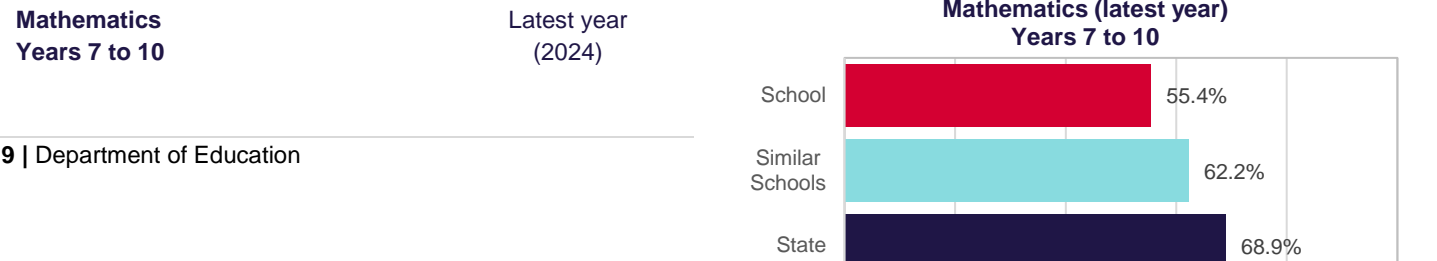 Mathematics
Years 7 to 10
Latest year
(2024)
9 | Department of Education
Mathematics (latest year)
Years 7 to 10
School
55.4%
Similar
Schools
62.2%
State
68.9%